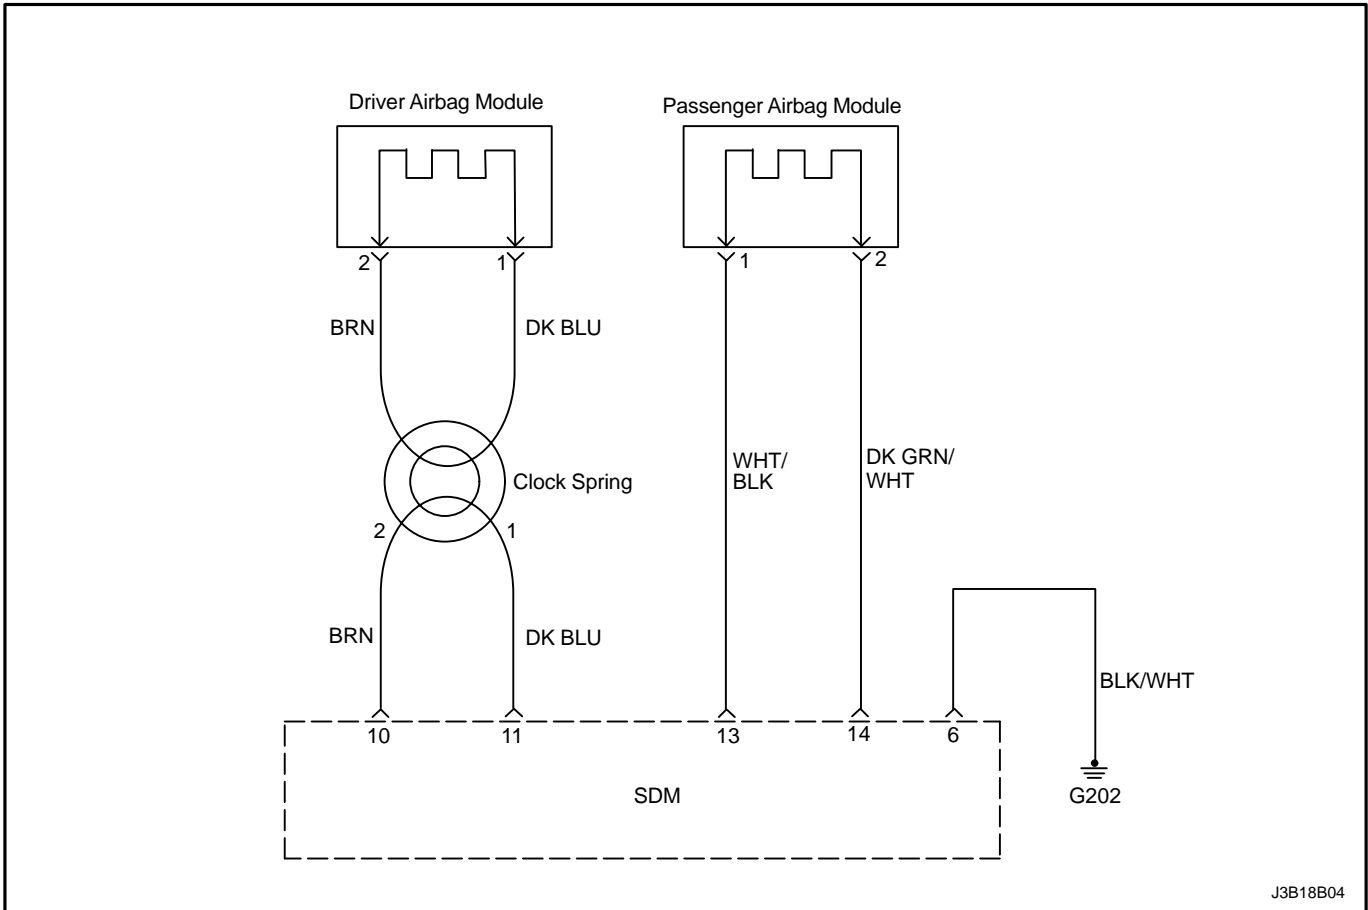 Driver Airbag Module
Passenger Airbag Module
2
1
1
2
BRN
DK BLU
WHT/
BLK
DK GRN/
WHT
Clock Spring
2
1
BRN
DK BLU
BLK/WHT
10
11
13
14
6
SDM
G202
J3B18B04